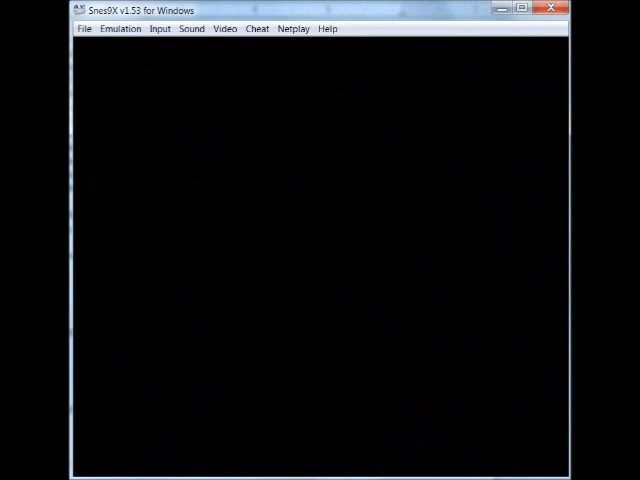 Snes9X v1.53 for Windows
File Emulation Input Sound Video Cheat Netplay Help